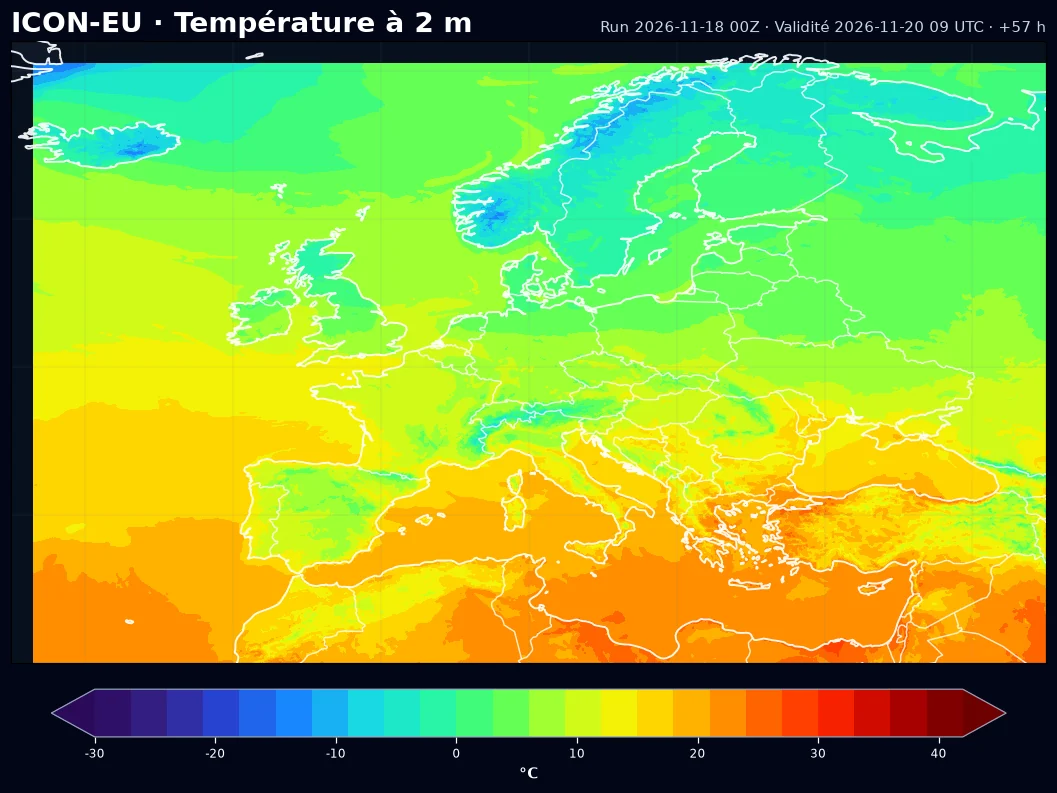 ICON-EU · Température à 2 m
Run 2026-11-18 00Z · Validité 2026-11-20 09 UTC · +57 h
-30 -20 -10 0 10 20 30 40
°C